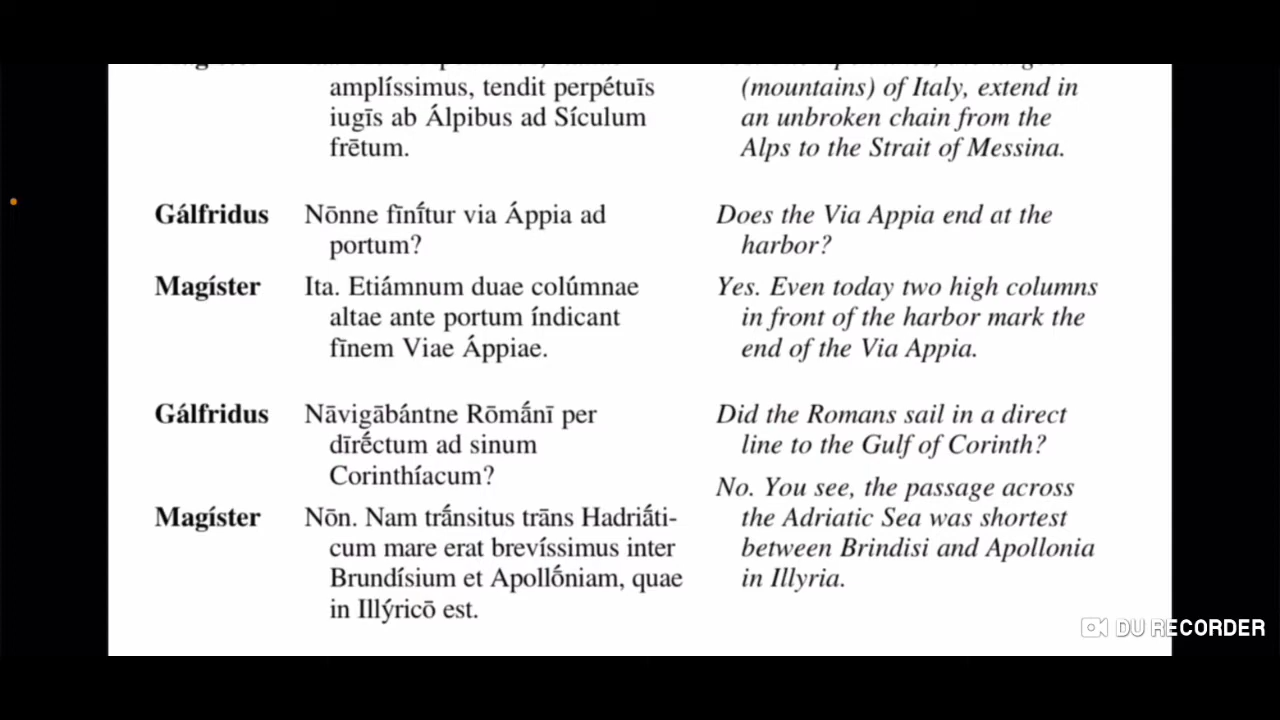 amplíssimus, tendit perpétuīs
iugīs ab Álpibus ad Sículum
frētum.
(mountains) of Italy, extend in
an unbroken chain from the
Alps to the Strait of Messina.
Gálfridus Nōnne fīnī́tur via Áppia ad
portum?
Does the Via Appia end at the
harbor?
Magíster Ita. Etiámnum duae colúmnae
altae ante portum índicant
fīnem Viae Áppiae.
Yes. Even today two high columns
in front of the harbor mark the
end of the Via Appia.
Gálfridus Nāvigābántne Rōmā́nī per
dīrḗctum ad sinum
Corinthíacum?
Did the Romans sail in a direct
line to the Gulf of Corinth?
Magíster Nōn. Nam trā́nsitus trāns Hadriā́ti-
cum mare erat brevíssimus inter
Brundísium et Apollṓniam, quae
in Illýricō est.
No. You see, the passage across
the Adriatic Sea was shortest
between Brindisi and Apollonia
in Illyria.
DU RECORDER